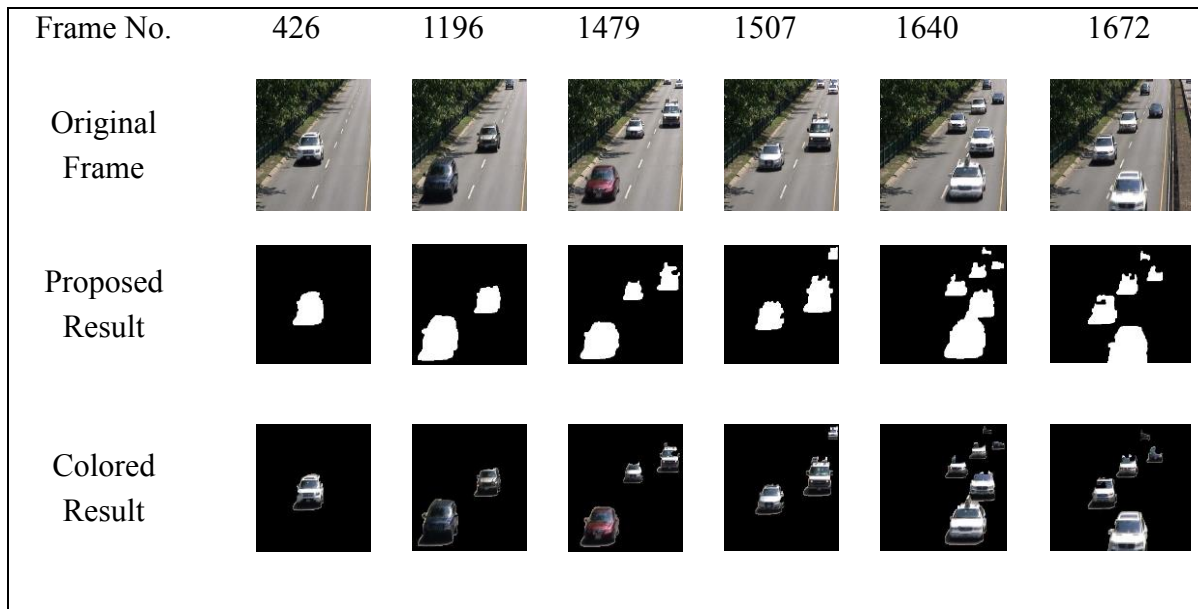 Frame No. 426 1196 1479 1507 1640 1672
Original
Frame
Proposed
Result
Colored
Result